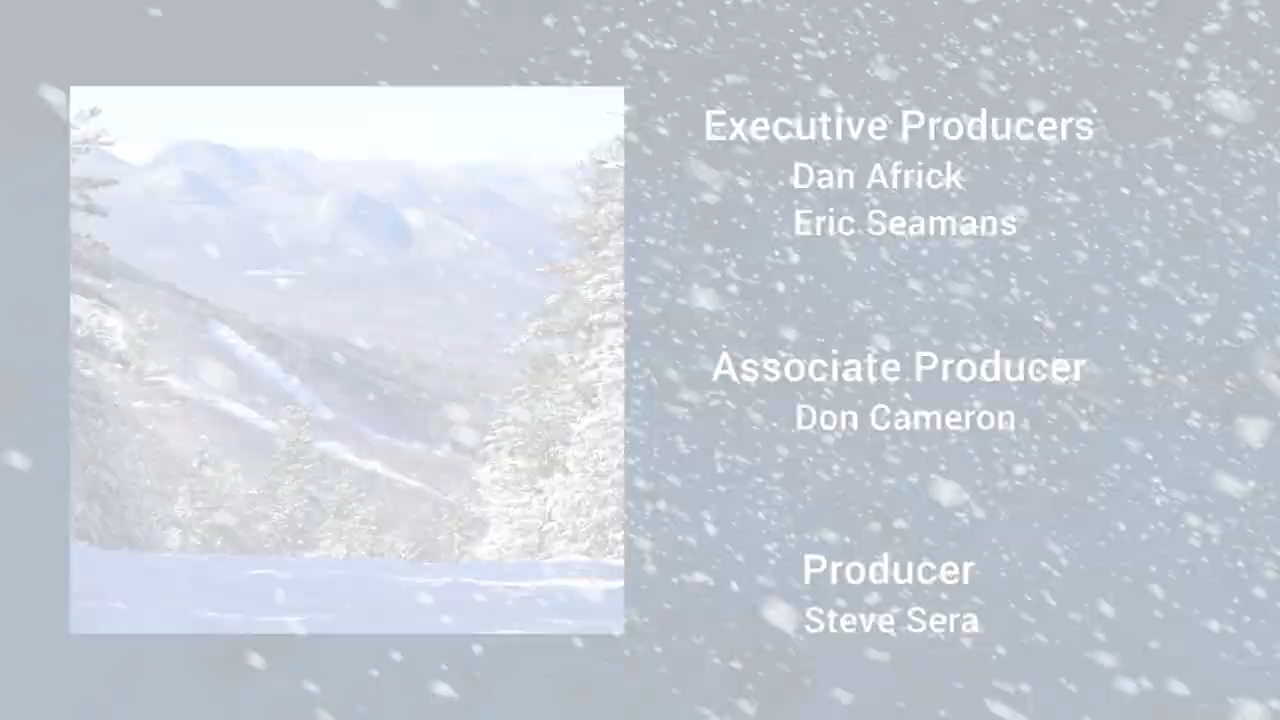 Executive Producers
Dan Africk
Eric Seamans
Associate Producer
Don Cameron
Producer
Steve Sera